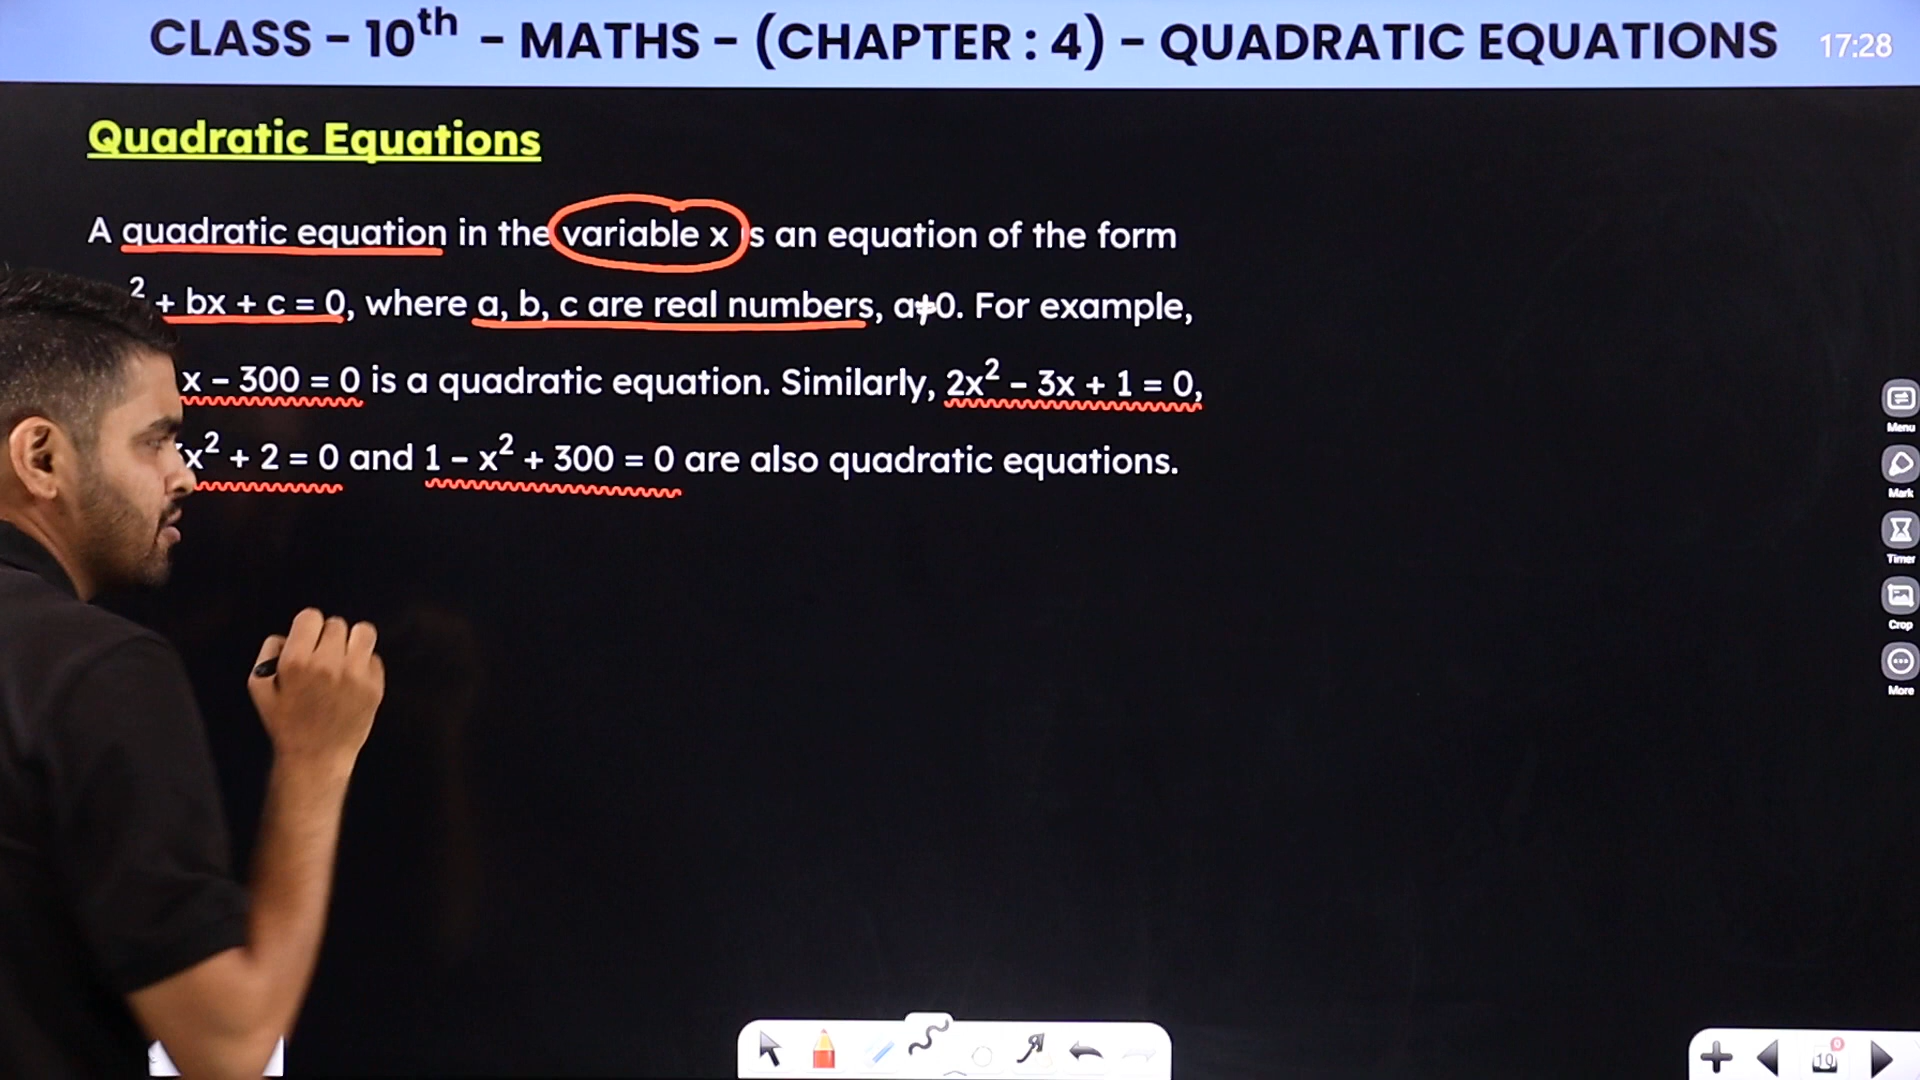 CLASS - 10th - MATHS - (CHAPTER : 4) - QUADRATIC EQUATIONS 17:28
Quadratic Equations
A quadratic equation in the variable x is an equation of the form
² + bx + c = 0, where a, b, c are real numbers, a≠0. For example,
x – 300 = 0 is a quadratic equation. Similarly, 2x² – 3x + 1 = 0,
x² + 2 = 0 and 1 – x² + 300 = 0 are also quadratic equations.
Menu
Mark
Timer
Crop
More
10
0